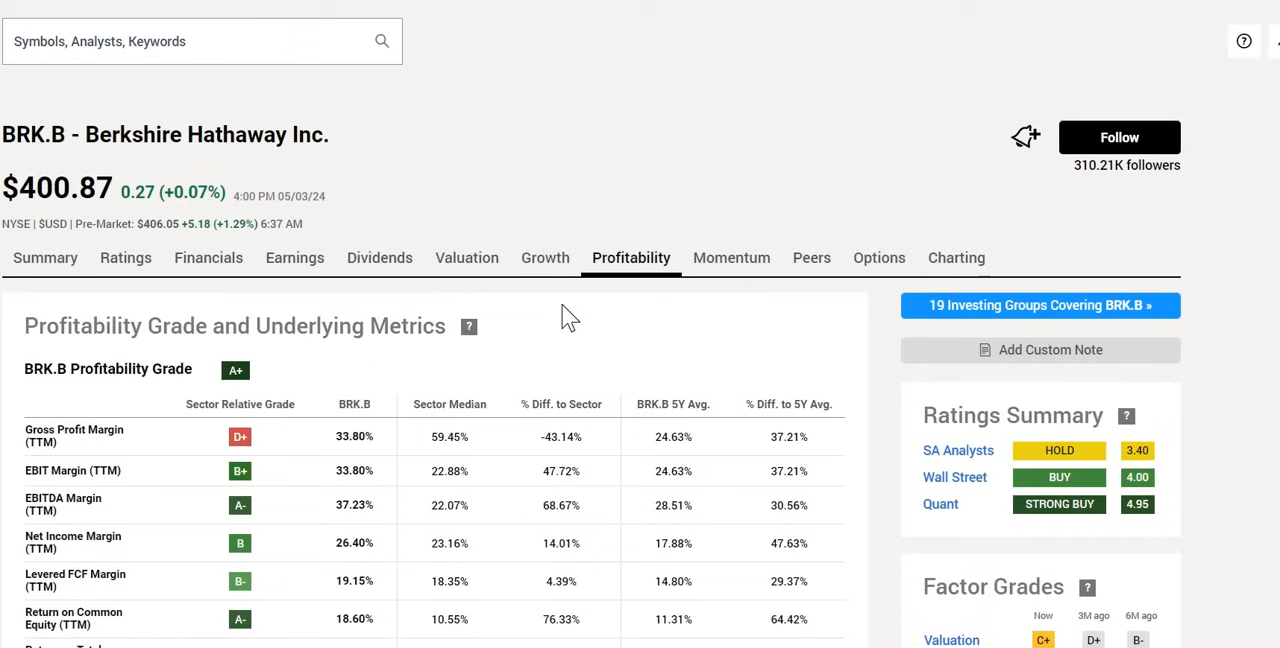 Symbols, Analysts, Keywords
BRK.B - Berkshire Hathaway Inc.
Follow
310.21K followers
$400.87 0.27 (+0.07%) 4:00 PM 05/03/24
NYSE | $USD | Pre-Market: $406.05 +5.18 (+1.29%) 6:37 AM
Summary Ratings Financials Earnings Dividends Valuation Growth Profitability Momentum Peers Options Charting
Profitability Grade and Underlying Metrics ?
BRK.B Profitability Grade A+
Sector Relative Grade BRK.B Sector Median % Diff. to Sector BRK.B 5Y Avg. % Diff. to 5Y Avg.
Gross Profit Margin
(TTM) D+ 33.80% 59.45% -43.14% 24.63% 37.21%
EBIT Margin (TTM) B+ 33.80% 22.88% 47.72% 24.63% 37.21%
EBITDA Margin
(TTM) A- 37.23% 22.07% 68.67% 28.51% 30.56%
Net Income Margin
(TTM) B 26.40% 23.16% 14.01% 17.88% 47.63%
Levered FCF Margin
(TTM) B- 19.15% 18.35% 4.39% 14.80% 29.37%
Return on Common
Equity (TTM) A- 18.60% 10.55% 76.33% 11.31% 64.42%
19 Investing Groups Covering BRK.B »
Add Custom Note
Ratings Summary ?
SA Analysts HOLD 3.40
Wall Street BUY 4.00
Quant STRONG BUY 4.95
Factor Grades ?
Now 3M ago 6M ago
Valuation C+ D+ B-